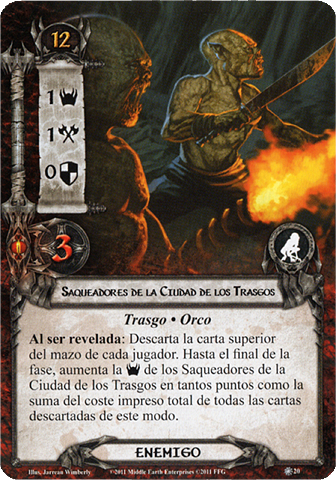 12
1
1
0
3
Saqueadores de la Ciudad de los Trasgos
Trasgo • Orco
Al ser revelada: Descarta la carta superior
del mazo de cada jugador. Hasta el final de la
fase, aumenta la de los Saqueadores de la
Ciudad de los Trasgos en tantos puntos como la
suma del coste impreso total de todas las cartas
descartadas de este modo.
ENEMIGO
Illus. Jarreau Wimberly ©2011 Middle Earth Enterprises ©2011 FFG 20